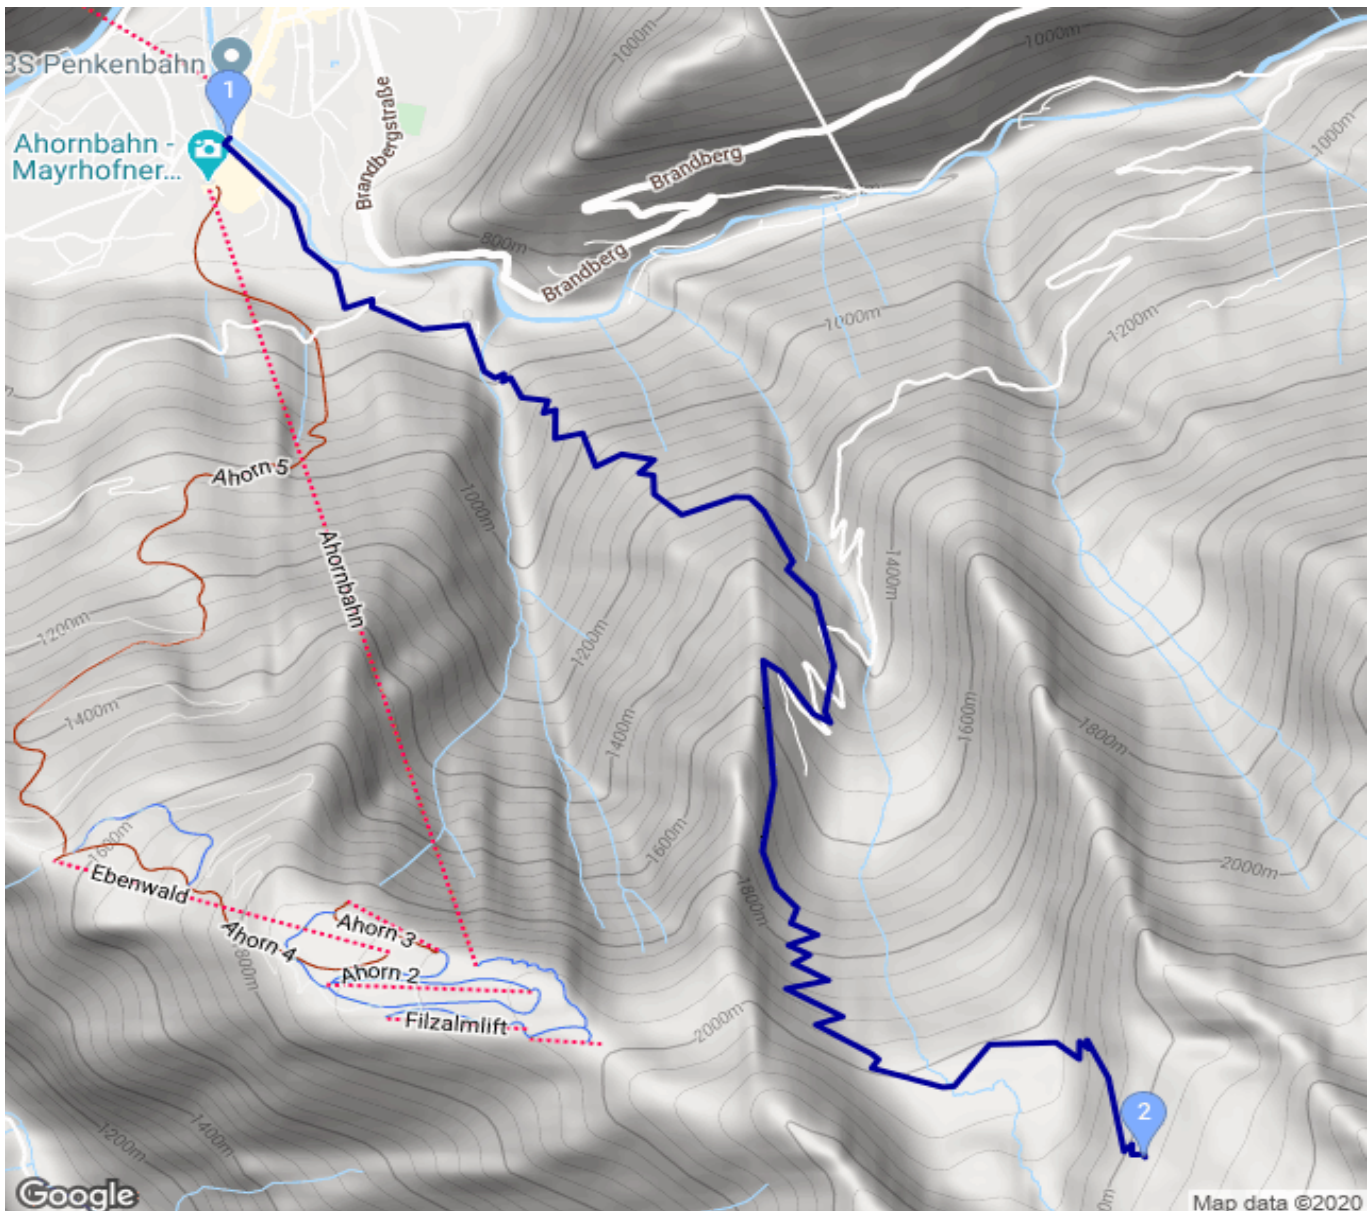 3S Penkenbahn
1
Ahornbahn -
Mayrhofner...
Brandbergstraße
Brandberg
Brandberg
1000m
1000m
1000m
800m
1000m
1200m
Ahorn 5
1000m
Ahornbahn
1400m
1200m
1200m
1400m
1400m
1600m
1800m
1600m
1600m
2000m
Ebenwald
1800m
Ahorn 3
Ahorn 4
Ahorn 2
Filzalmlift
2000m
2
1200m
1400m
Google
Map data ©2020